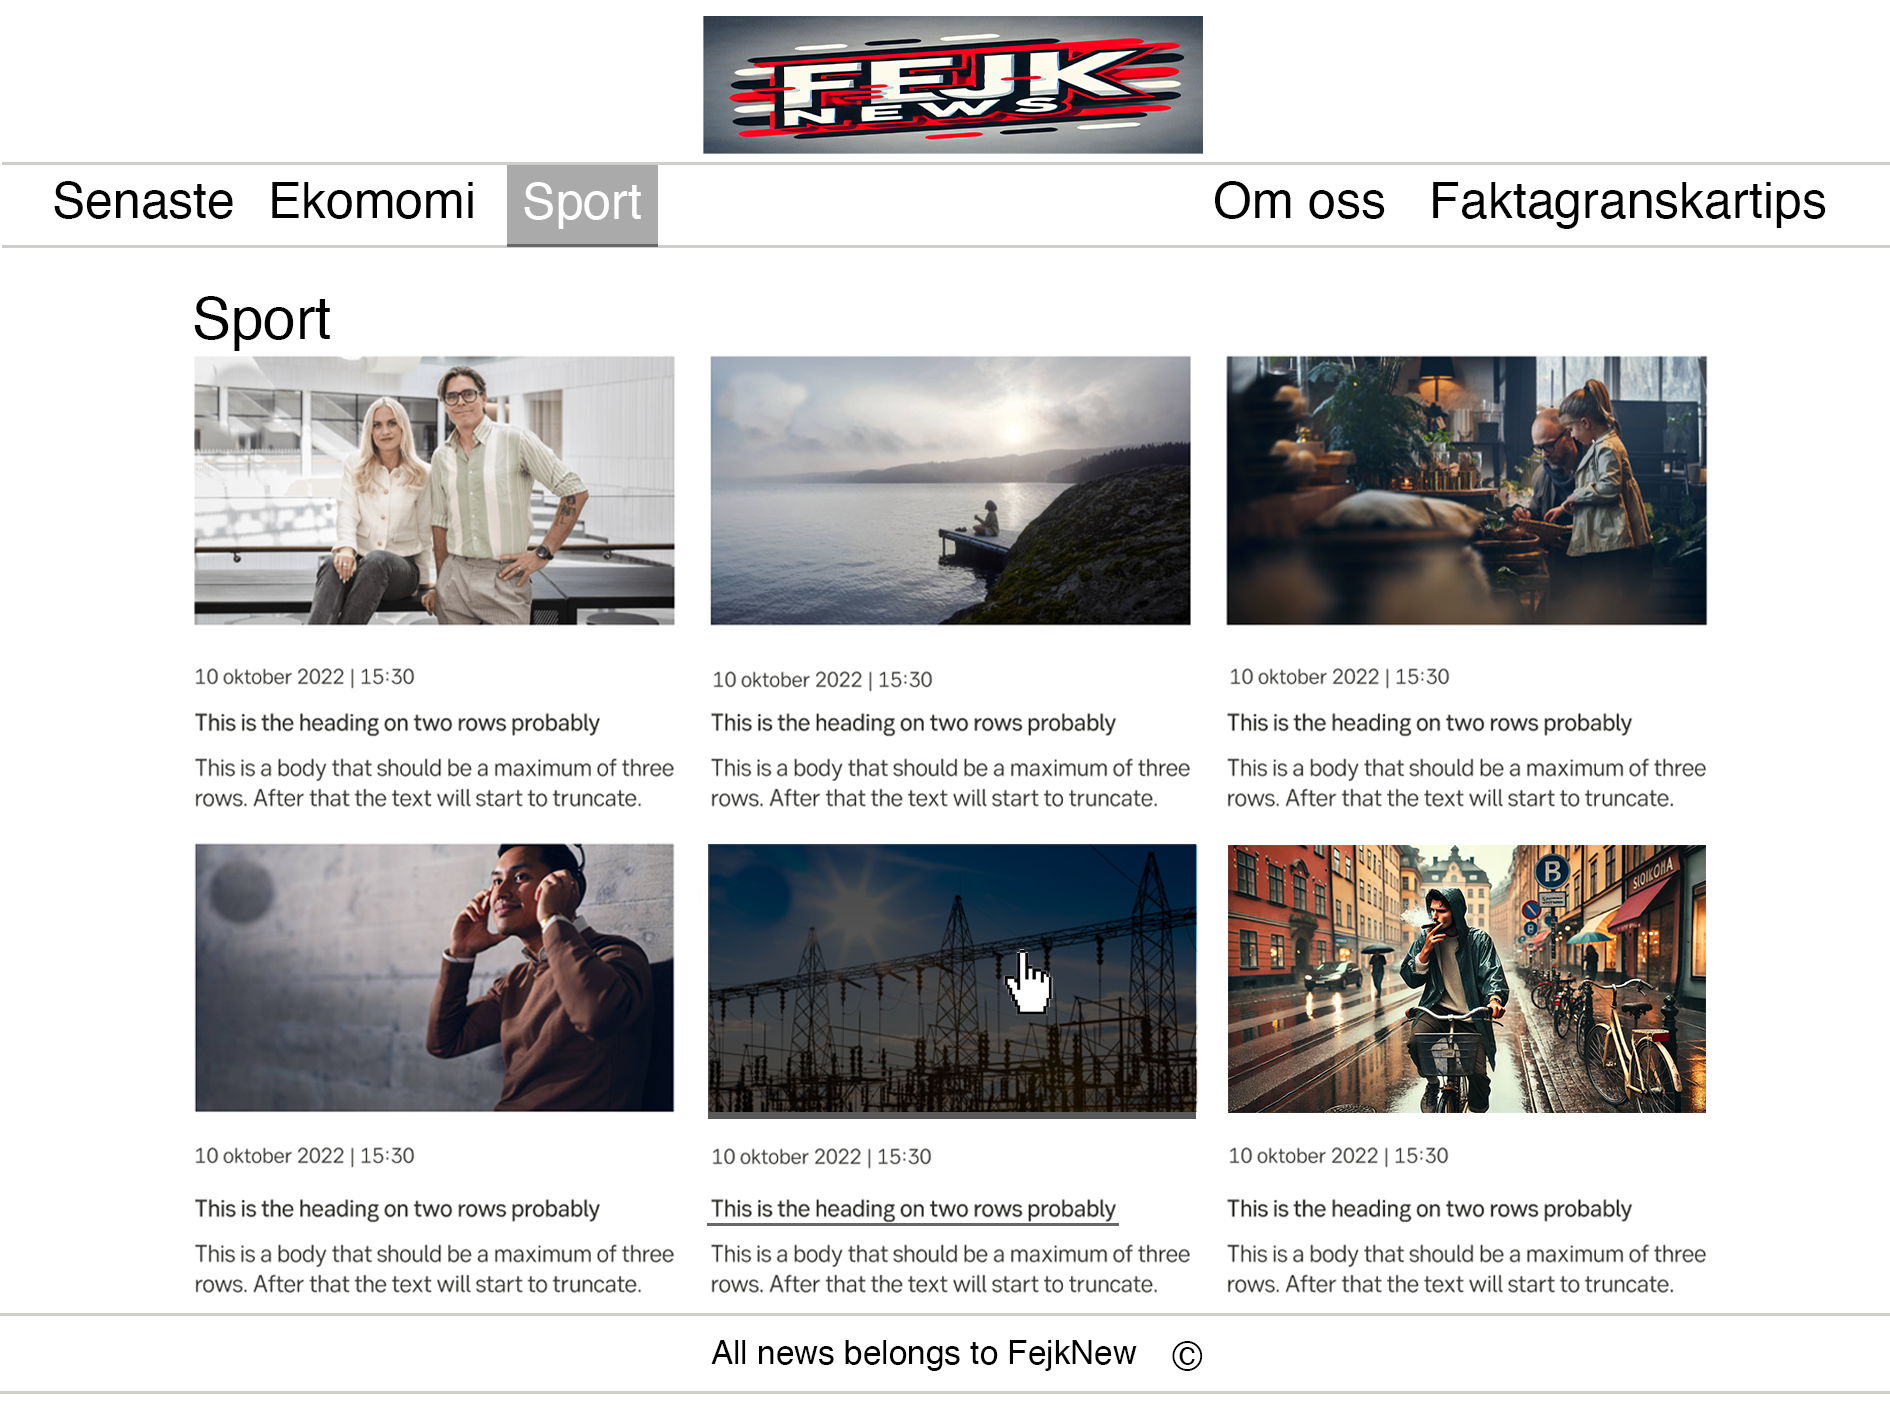 FEJK
NEWS
Senaste Ekomomi Sport Om oss Faktagranskartips
Sport
10 oktober 2022 | 15:30
This is the heading on two rows probably
This is a body that should be a maximum of three
rows. After that the text will start to truncate.
10 oktober 2022 | 15:30
This is the heading on two rows probably
This is a body that should be a maximum of three
rows. After that the text will start to truncate.
10 oktober 2022 | 15:30
This is the heading on two rows probably
This is a body that should be a maximum of three
rows. After that the text will start to truncate.
B
10 oktober 2022 | 15:30
This is the heading on two rows probably
This is a body that should be a maximum of three
rows. After that the text will start to truncate.
10 oktober 2022 | 15:30
This is the heading on two rows probably
This is a body that should be a maximum of three
rows. After that the text will start to truncate.
10 oktober 2022 | 15:30
This is the heading on two rows probably
This is a body that should be a maximum of three
rows. After that the text will start to truncate.
All news belongs to FejkNew ©